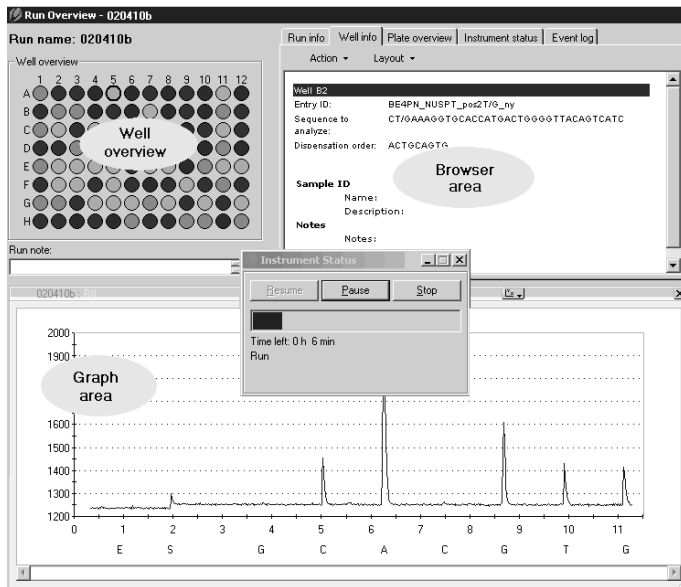 Run Overview - 020410b
Run name: 020410b
Run info Well info Plate overview Instrument status Event log
Action Layout
Well overview
1 2 3 4 5 6 7 8 9 10 11 12
A
B
C
D
E
F
G
H
Well
overview
Well B2
Entry ID: BE4PN_NUSPT_pos2T/G_ny
Sequence to analyze: CT/GAAAGGTGCACCATGACTGGGGTTACAGTCATC
Dispensation order: ACTGCAGTG
Browser
area
Sample ID
Name:
Description:
Notes
Notes:
Run note:
Instrument Status
Resume Pause Stop
Time left: 0 h 6 min
Run
020410b:
Graph
area
2000
1900
1600
1500
1400
1300
1200
0 1 2 3 4 5 6 7 8 9 10 11
E S G C A C G T G